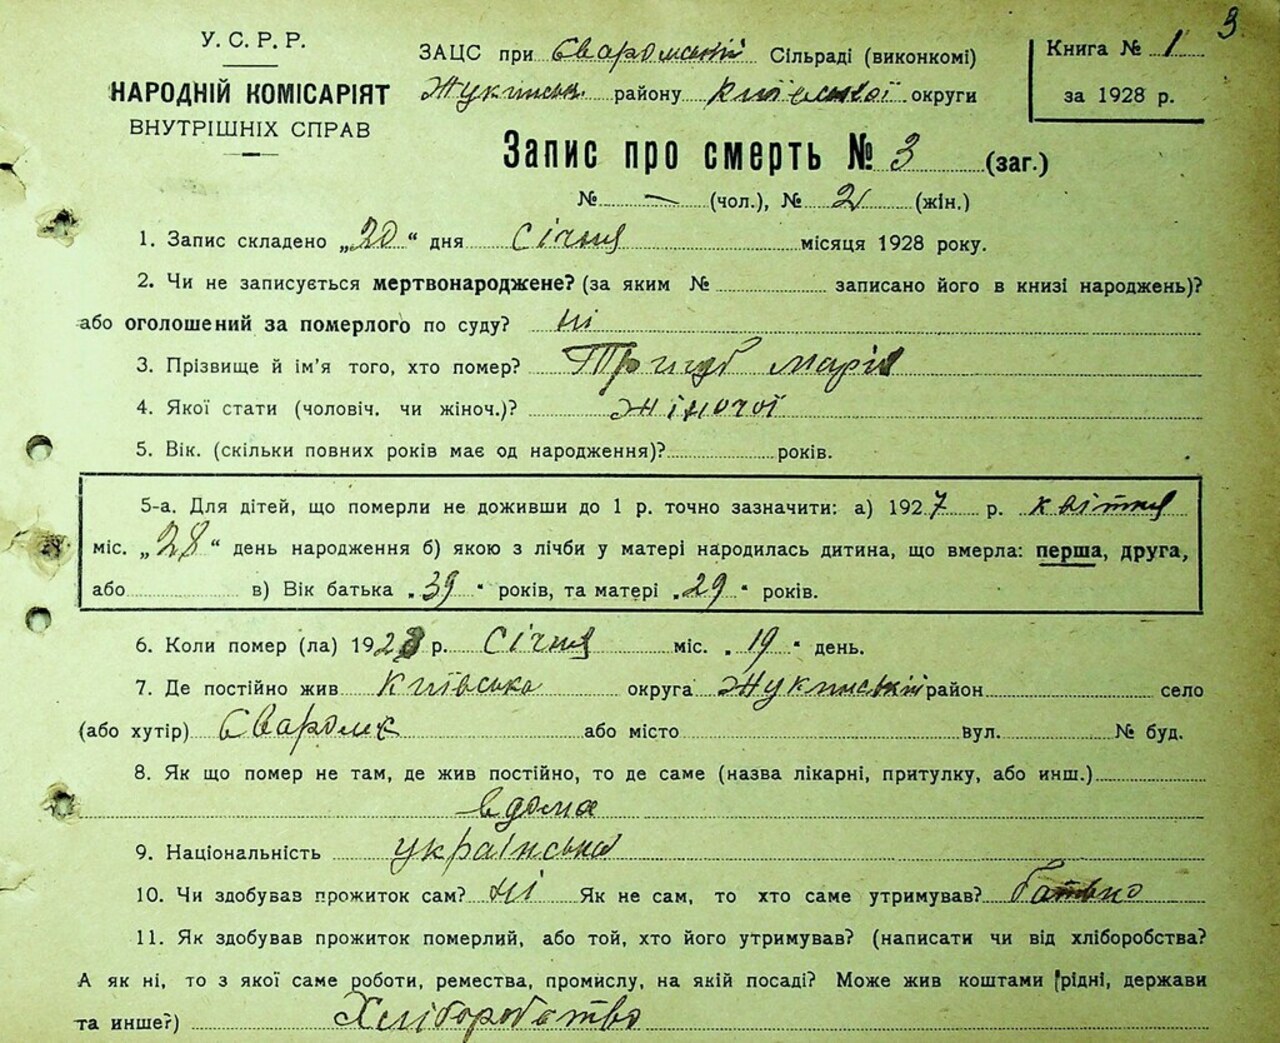 3
У. С. Р. Р.
НАРОДНІЙ КОМІСАРІЯТ
ВНУТРІШНІХ СПРАВ
ЗАЦС при Єваромській Сільраді (виконкомі)
Жукинськ. району Київської округи
Книга № 1
за 1928 р.
Запис про смерть № 3 (заг.)
№ — (чол.), № 2 (жін.)
1. Запис складено „20“ дня Січня місяця 1928 року.
2. Чи не записується мертвонароджене? (за яким № записано його в книзі народжень)?
або оголошений за померлого по суду? ні
3. Прізвище й ім'я того, хто помер? Тригуб Марія
4. Якої стати (чоловіч. чи жіноч.)? Жіночої
5. Вік. (скільки повних років має од народження)? років.
5-а. Для дітей, що померли не доживши до 1 р. точно зазначити: а) 1927 р. квітня
міс. „28“ день народження б) якою з лічби у матері народилась дитина, що вмерла: перша, друга,
або в) Вік батька „39“ років, та матері „29“ років.
6. Коли помер (ла) 1928 р. Січня міс. „19“ день.
7. Де постійно жив Київська округа Жукинський район село
(або хутір) Єваромк або місто вул. № буд.
8. Як що помер не там, де жив постійно, то де саме (назва лікарні, притулку, або инш.)
вдома
9. Національність українська
10. Чи здобував прожиток сам? ні Як не сам, то хто саме утримував? батько
11. Як здобував прожиток померлий, або той, хто його утримував? (написати чи від хліборобства?
А як ні, то з якої саме роботи, ремества, промислу, на якій посаді? Може жив коштами рідні, держави
та инше?) Хліборобство